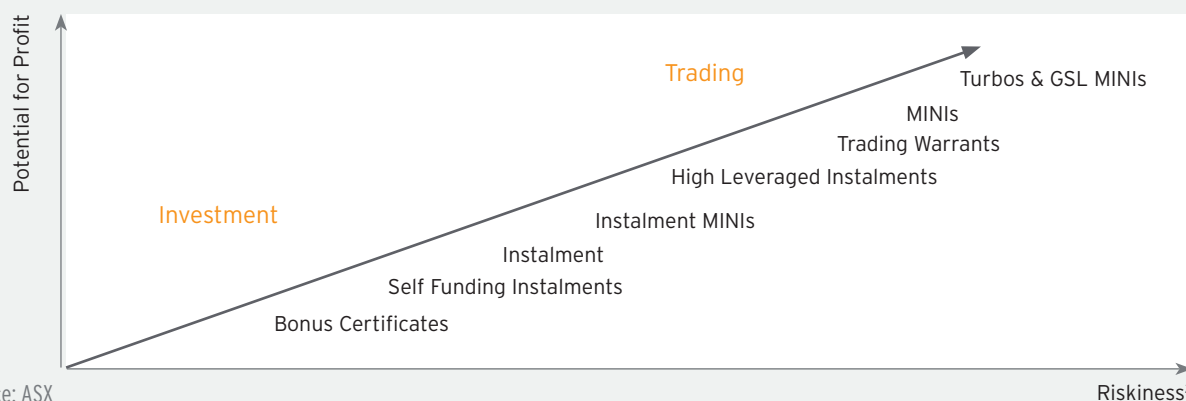 Potential for Profit
Trading
Turbos & GSL MINIs
MINIs
Trading Warrants
High Leveraged Instalments
Investment
Instalment MINIs
Instalment
Self Funding Instalments
Bonus Certificates
ce: ASX
Riskiness